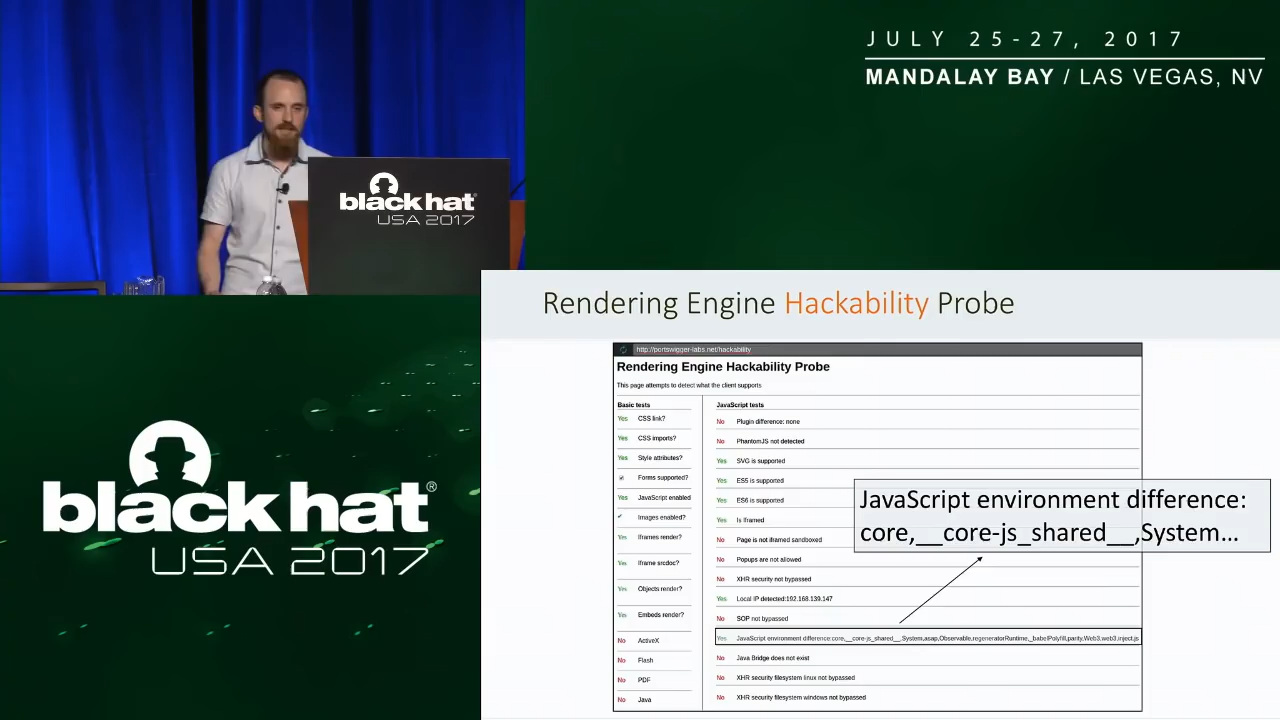 JULY 25-27, 2017
MANDALAY BAY / LAS VEGAS, NV
black hat®
USA 2017
Rendering Engine Hackability Probe
http://portswigger-labs.net/hackability
Rendering Engine Hackability Probe
This page attempts to detect what the client supports
Basic tests
Yes CSS link?
Yes CSS imports?
Yes Style attributes?
Forms supported?
Yes JavaScript enabled
✔ Images enabled?
Yes Iframes render?
Yes Iframe srcdoc?
Yes Objects render?
Yes Embeds render?
No ActiveX
No Flash
No PDF
No Java
JavaScript tests
No Plugin difference: none
No PhantomJS not detected
Yes SVG is supported
Yes ES5 is supported
Yes ES6 is supported
Yes Is Iframed
No Page is not iframed sandboxed
No Popups are not allowed
No XHR security not bypassed
Yes Local IP detected:192.168.139.147
No SOP not bypassed
Yes JavaScript environment difference:core,__core-js_shared__,System,asap,Observable,regeneratorRuntime,_babelPolyfill,parity,Web3,web3,inject.js
No Java Bridge does not exist
No XHR security filesystem linux not bypassed
No XHR security filesystem windows not bypassed
JavaScript environment difference:
core,__core-js_shared__,System...
black hat®
USA 2017